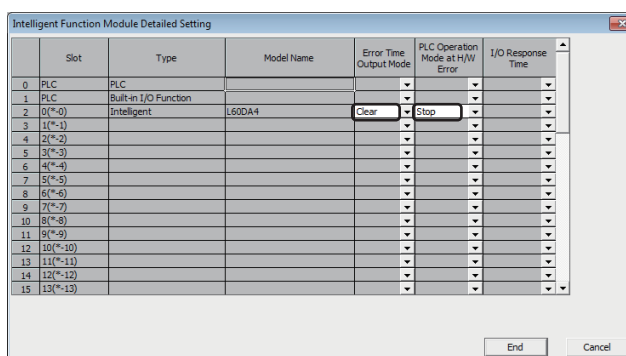 Intelligent Function Module Detailed Setting
Slot Type Model Name Error Time Output Mode PLC Operation Mode at H/W Error I/O Response Time
0 PLC PLC
1 PLC Built-in I/O Function
2 0(*-0) Intelligent L60DA4 Clear Stop
3 1(*-1)
4 2(*-2)
5 3(*-3)
6 4(*-4)
7 5(*-5)
8 6(*-6)
9 7(*-7)
10 8(*-8)
11 9(*-9)
12 10(*-10)
13 11(*-11)
14 12(*-12)
15 13(*-13)
End Cancel